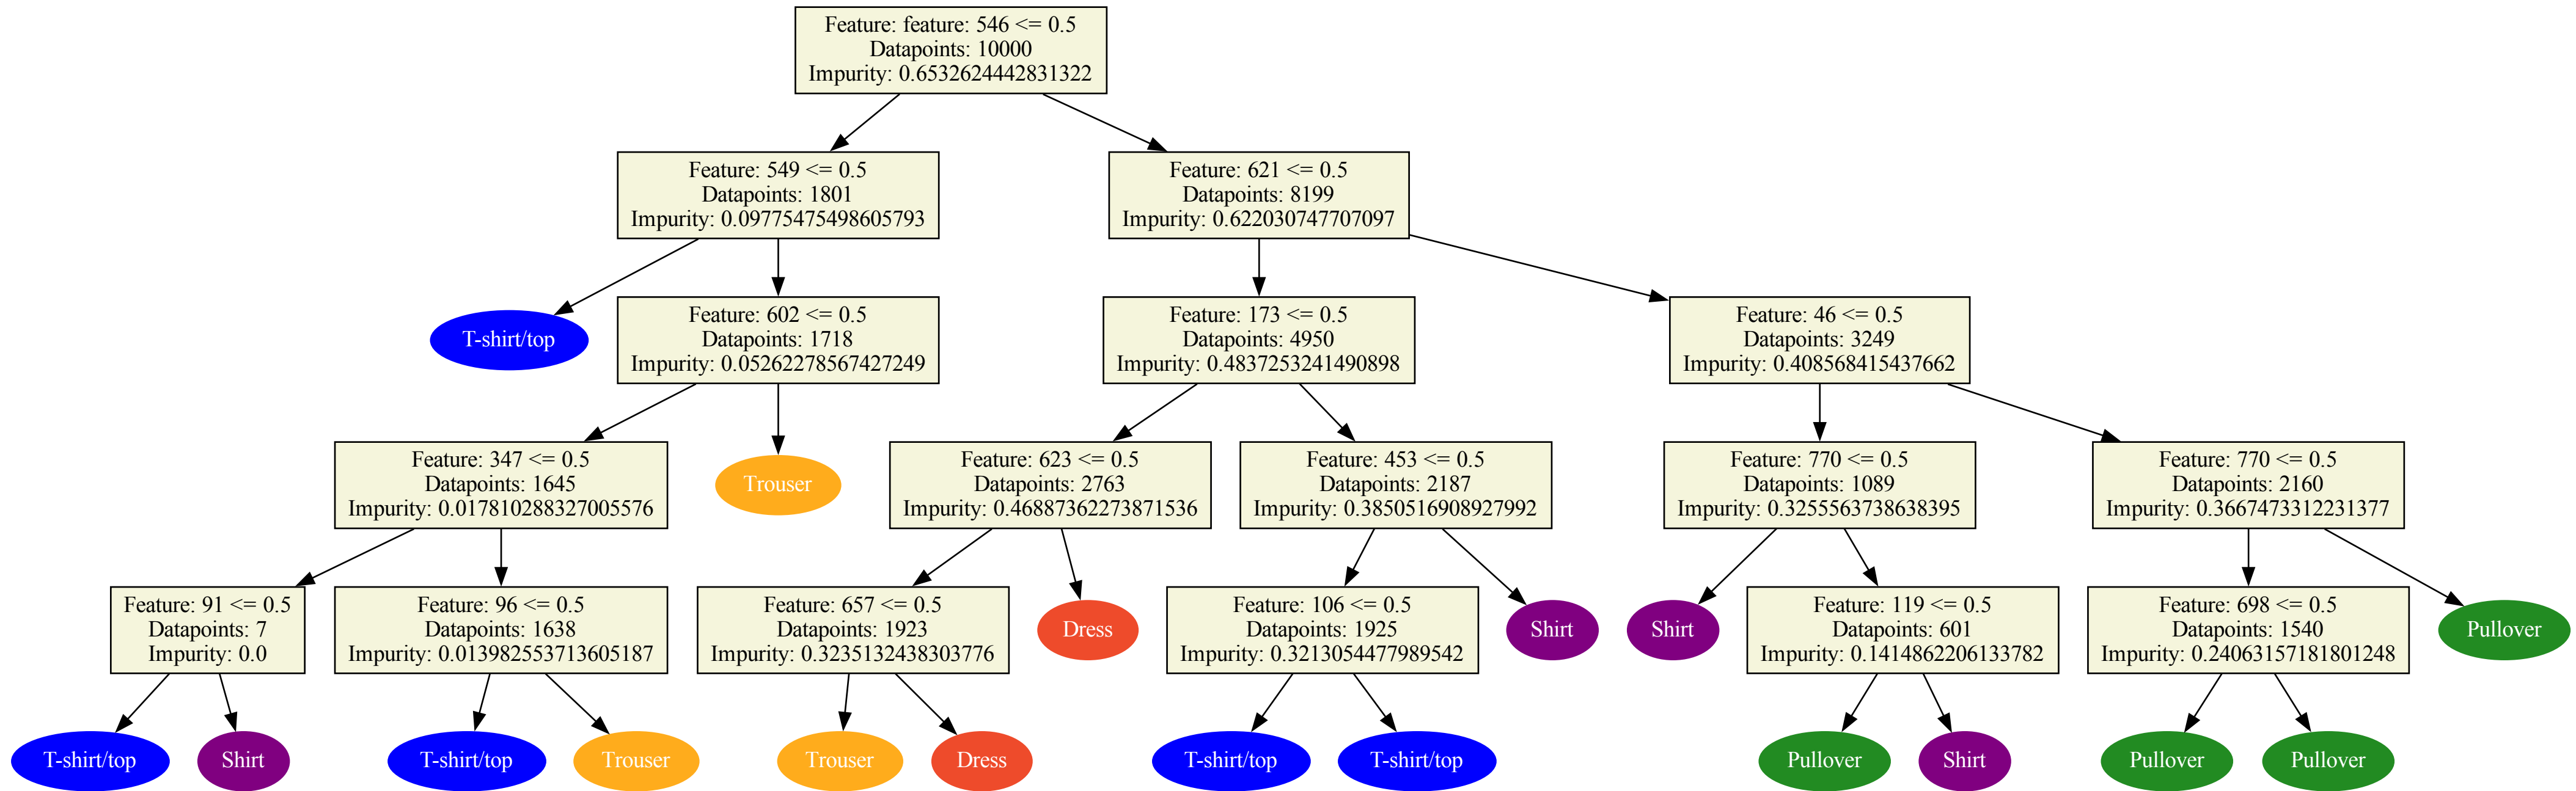 Feature: feature: 546 <= 0.5
Datapoints: 10000
Impurity: 0.6532624442831322
Feature: 549 <= 0.5
Datapoints: 1801
Impurity: 0.09775475498605793
Feature: 621 <= 0.5
Datapoints: 8199
Impurity: 0.622030747707097
T-shirt/top
Feature: 602 <= 0.5
Datapoints: 1718
Impurity: 0.05262278567427249
Feature: 173 <= 0.5
Datapoints: 4950
Impurity: 0.4837253241490898
Feature: 46 <= 0.5
Datapoints: 3249
Impurity: 0.408568415437662
Feature: 347 <= 0.5
Datapoints: 1645
Impurity: 0.017810288327005576
Trouser
Feature: 623 <= 0.5
Datapoints: 2763
Impurity: 0.46887362273871536
Feature: 453 <= 0.5
Datapoints: 2187
Impurity: 0.3850516908927992
Feature: 770 <= 0.5
Datapoints: 1089
Impurity: 0.3255563738638395
Feature: 770 <= 0.5
Datapoints: 2160
Impurity: 0.3667473312231377
Feature: 91 <= 0.5
Datapoints: 7
Impurity: 0.0
Feature: 96 <= 0.5
Datapoints: 1638
Impurity: 0.013982553713605187
Feature: 657 <= 0.5
Datapoints: 1923
Impurity: 0.3235132438303776
Dress
Feature: 106 <= 0.5
Datapoints: 1925
Impurity: 0.3213054477989542
Shirt
Shirt
Feature: 119 <= 0.5
Datapoints: 601
Impurity: 0.1414862206133782
Feature: 698 <= 0.5
Datapoints: 1540
Impurity: 0.24063157181801248
Pullover
T-shirt/top
Shirt
T-shirt/top
Trouser
Trouser
Dress
T-shirt/top
T-shirt/top
Pullover
Shirt
Pullover
Pullover